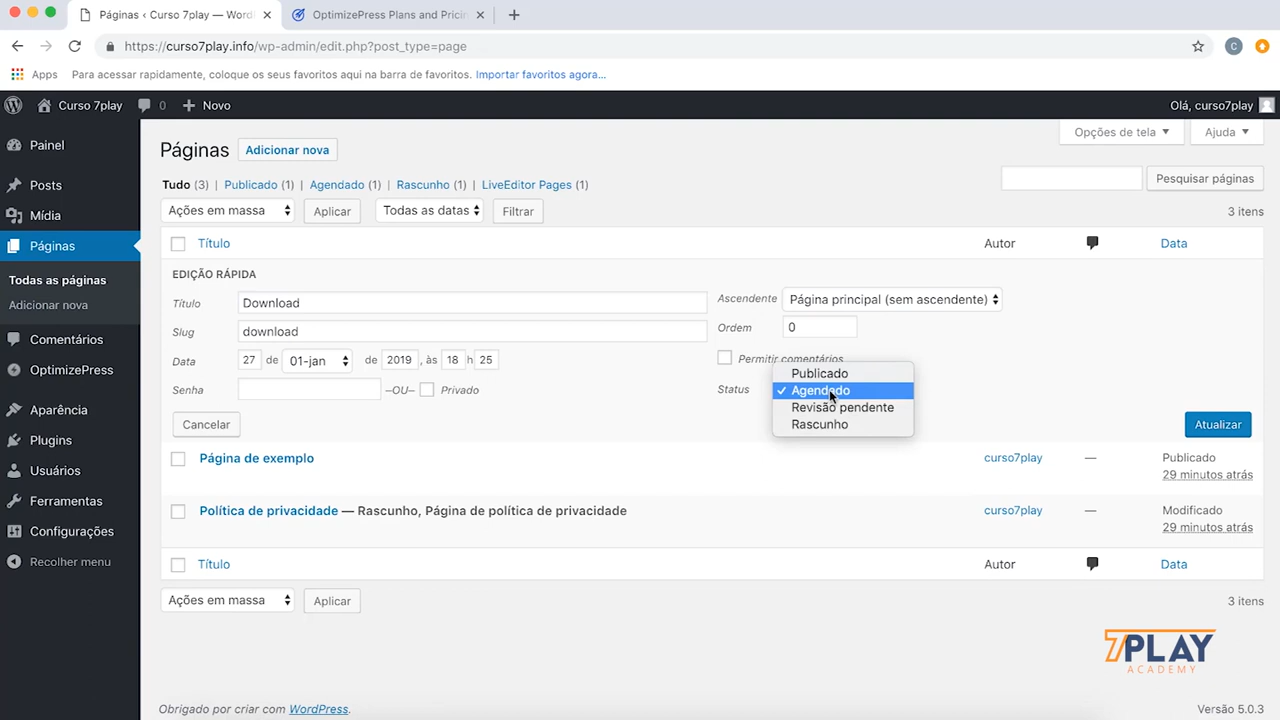 Páginas ‹ Curso 7play — Word
OptimizePress Plans and Pricin
https://curso7play.info/wp-admin/edit.php?post_type=page
C
Apps Para acessar rapidamente, coloque os seus favoritos aqui na barra de favoritos. Importar favoritos agora...
Curso 7play 0 Novo Olá, curso7play
Opções de tela Ajuda
Painel
Posts
Mídia
Páginas
Todas as páginas
Adicionar nova
Comentários
OptimizePress
Aparência
Plugins
Usuários
Ferramentas
Configurações
Recolher menu
Páginas Adicionar nova
Tudo (3) | Publicado (1) | Agendado (1) | Rascunho (1) | LiveEditor Pages (1)
Pesquisar páginas
Ações em massa Aplicar Todas as datas Filtrar 3 itens
Título Autor Data
EDIÇÃO RÁPIDA
Título Download
Slug download
Data 27 de 01-jan de 2019 , às 18 h 25
Senha –OU– Privado
Cancelar
Ascendente Página principal (sem ascendente)
Ordem 0
Permitir comentários
Status
Publicado
✓ Agendado
Revisão pendente
Rascunho
Atualizar
Página de exemplo curso7play — Publicado
29 minutos atrás
Política de privacidade — Rascunho, Página de política de privacidade curso7play — Modificado
29 minutos atrás
Título Autor Data
Ações em massa Aplicar 3 itens
7PLAY
ACADEMY
Obrigado por criar com WordPress. Versão 5.0.3